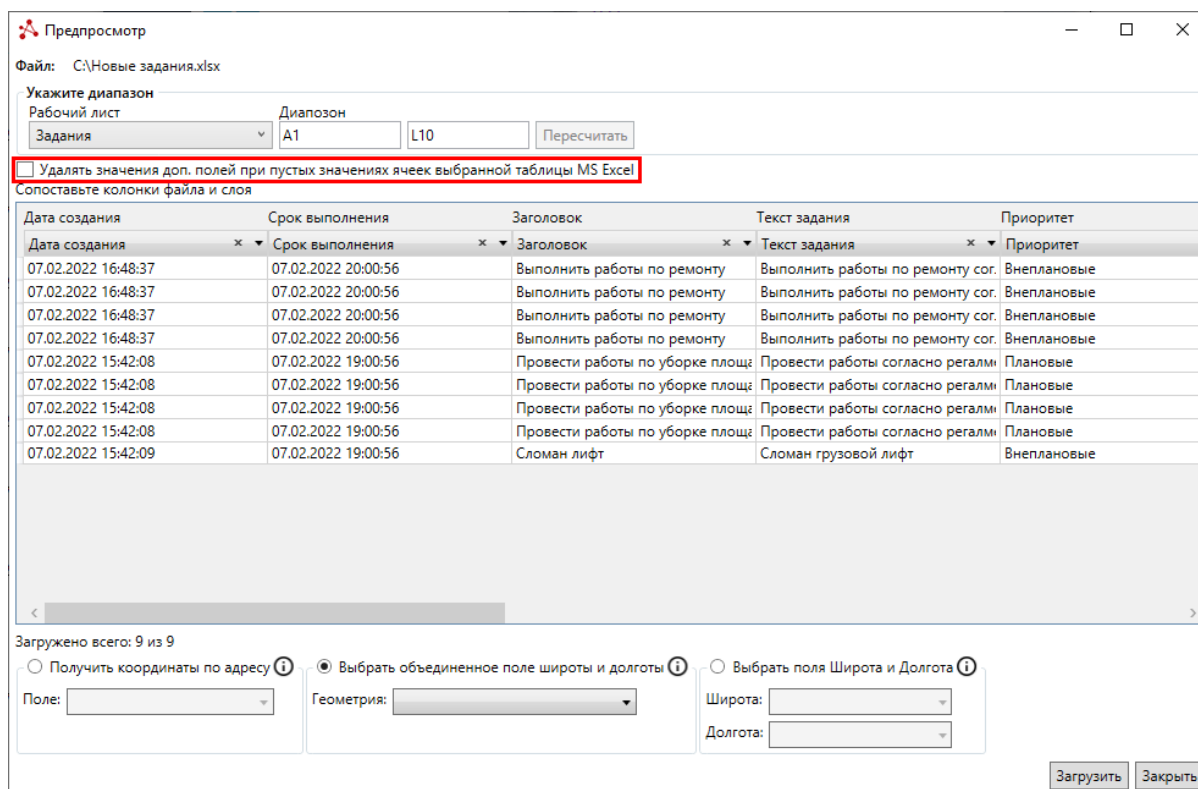 Предпросмотр
Файл: C:\Новые задания.xlsx
Укажите диапазон
Рабочий лист Диапозон
Задания A1 L10 Пересчитать
Удалять значения доп. полей при пустых значениях ячеек выбранной таблицы MS Excel
Сопоставьте колонки файла и слоя
Дата создания Срок выполнения Заголовок Текст задания Приоритет
Дата создания Срок выполнения Заголовок Текст задания Приоритет
07.02.2022 16:48:37 07.02.2022 20:00:56 Выполнить работы по ремонту Выполнить работы по ремонту сог. Внеплановые
07.02.2022 16:48:37 07.02.2022 20:00:56 Выполнить работы по ремонту Выполнить работы по ремонту сог. Внеплановые
07.02.2022 16:48:37 07.02.2022 20:00:56 Выполнить работы по ремонту Выполнить работы по ремонту сог. Внеплановые
07.02.2022 16:48:37 07.02.2022 20:00:56 Выполнить работы по ремонту Выполнить работы по ремонту сог. Внеплановые
07.02.2022 15:42:08 07.02.2022 19:00:56 Провести работы по уборке площа Провести работы согласно регалм Плановые
07.02.2022 15:42:08 07.02.2022 19:00:56 Провести работы по уборке площа Провести работы согласно регалм Плановые
07.02.2022 15:42:08 07.02.2022 19:00:56 Провести работы по уборке площа Провести работы согласно регалм Плановые
07.02.2022 15:42:08 07.02.2022 19:00:56 Провести работы по уборке площа Провести работы согласно регалм Плановые
07.02.2022 15:42:09 07.02.2022 19:00:56 Сломан лифт Сломан грузовой лифт Внеплановые
Загружено всего: 9 из 9
Получить координаты по адресу Выбрать объединенное поле широты и долготы Выбрать поля Широта и Долгота
Поле: Геометрия: Широта:
Долгота:
Загрузить Закрыть